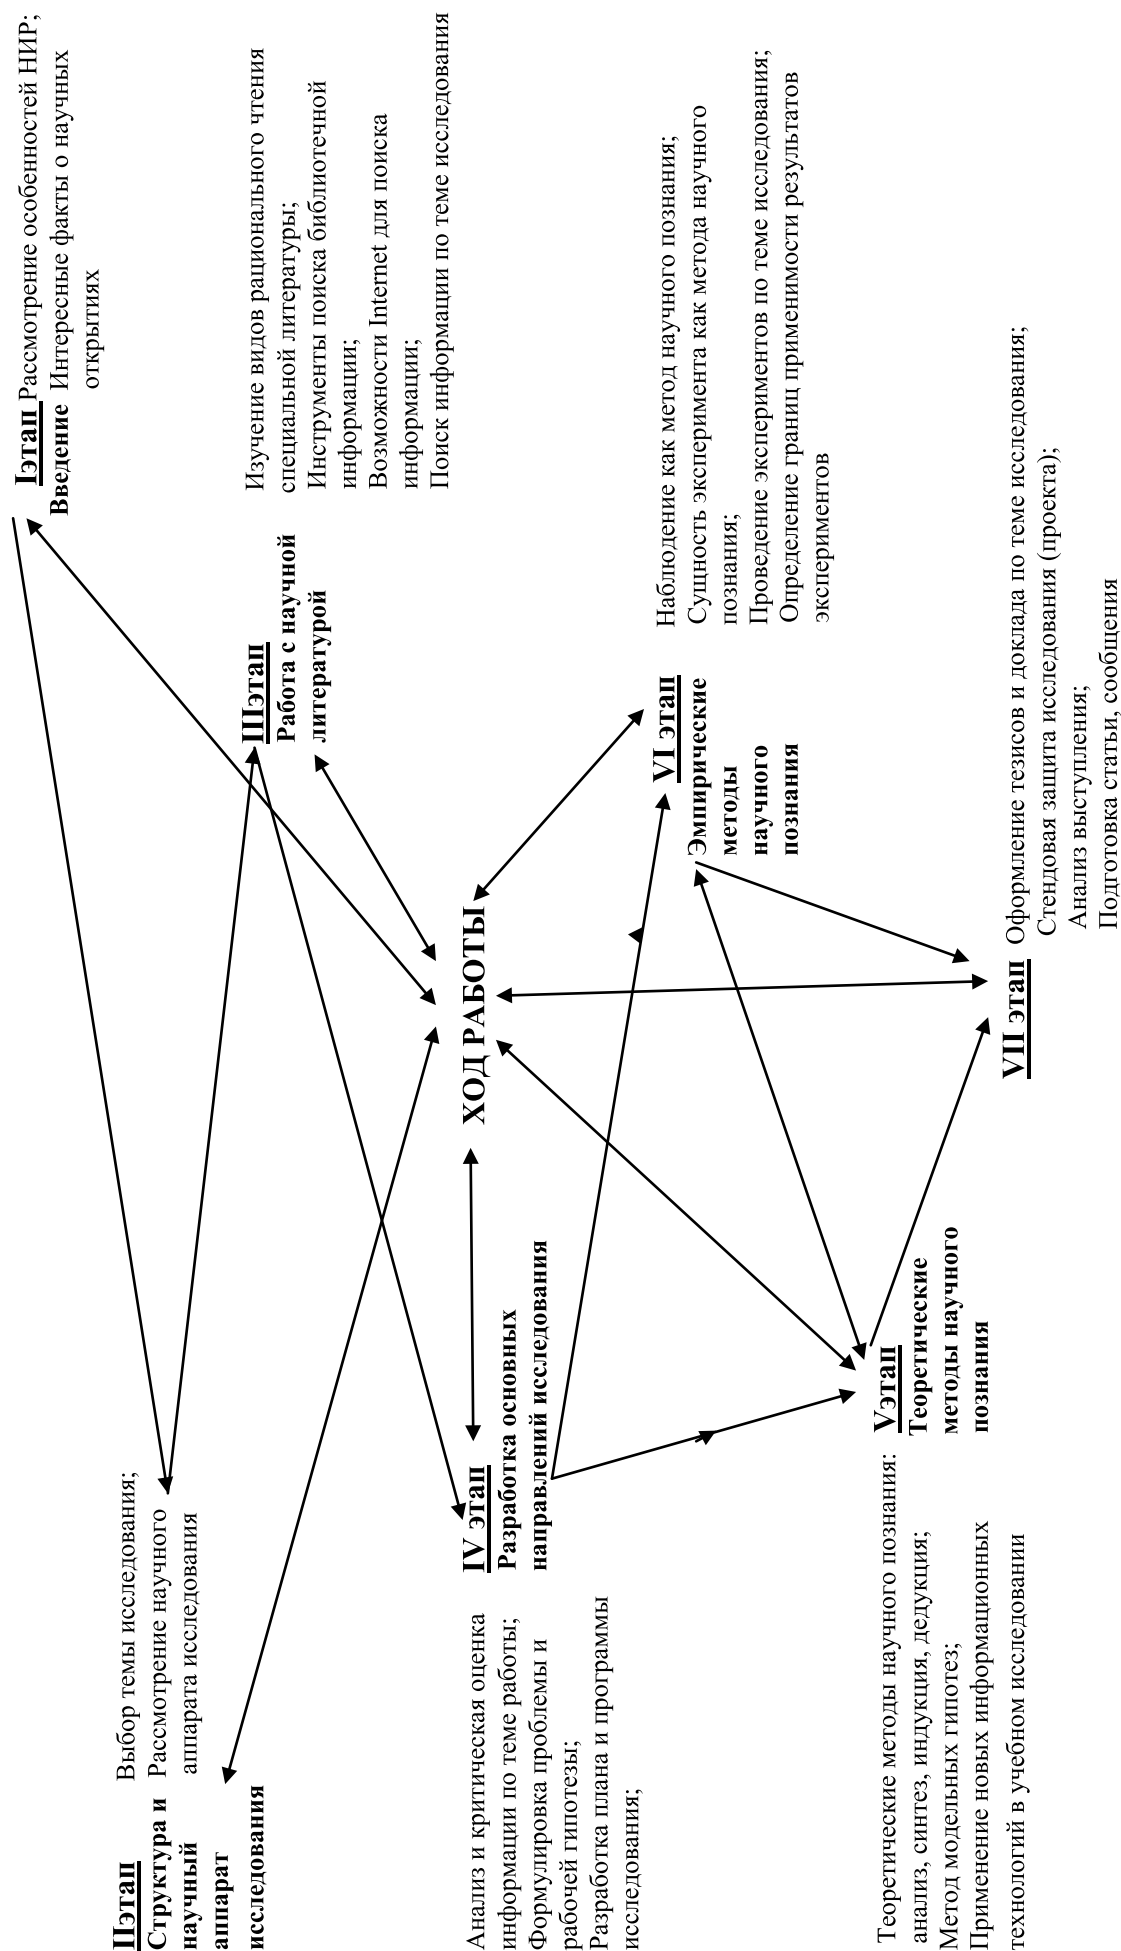 Iэтап Рассмотрение особенностей НИР;
Введение Интересные факты о научных
открытиях
IIэтап
Структура и
научный
аппарат
исследования
Выбор темы исследования;
Рассмотрение научного
аппарата исследования
IIIэтап
Работа с научной
литературой
Изучение видов рационального чтения
специальной литературы;
Инструменты поиска библиотечной
информации;
Возможности Internet для поиска
информации;
Поиск информации по теме исследования
ХОД РАБОТЫ
IV этап
Разработка основных
направлений исследования
Анализ и критическая оценка
информации по теме работы;
Формулировка проблемы и
рабочей гипотезы;
Разработка плана и программы
исследования;
VI этап
Эмпирические
методы
научного
познания
Наблюдение как метод научного познания;
Сущность эксперимента как метода научного
познания;
Проведение экспериментов по теме исследования;
Определение границ применимости результатов
экспериментов
Vэтап
Теоретические
методы научного
познания
Теоретические методы научного познания:
анализ, синтез, индукция, дедукция;
Метод модельных гипотез;
Применение новых информационных
технологий в учебном исследовании
VII этап Оформление тезисов и доклада по теме исследования;
Стендовая защита исследования (проекта);
Анализ выступления;
Подготовка статьи, сообщения